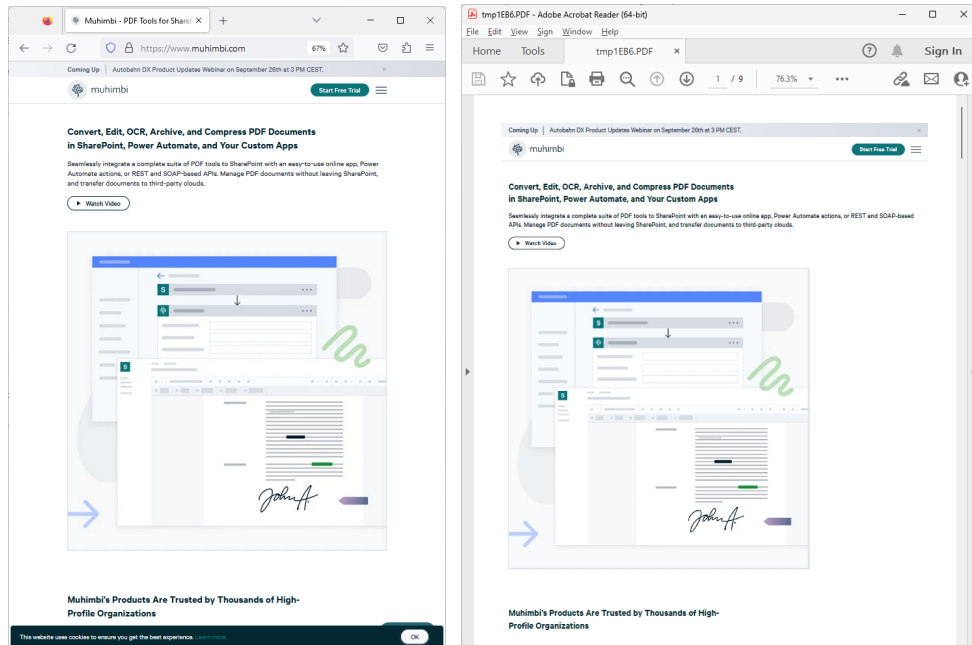 Muhimbi - PDF Tools for Share
https://www.muhimbi.com
67%
Coming Up | Autobahn DX Product Updates Webinar on September 28th at 3 PM CEST.
muhimbi
Start Free Trial
Convert, Edit, OCR, Archive, and Compress PDF Documents
in SharePoint, Power Automate, and Your Custom Apps
Seamlessly integrate a complete suite of PDF tools to SharePoint with an easy-to-use online app, Power
Automate actions, or REST and SOAP-based APIs. Manage PDF documents without leaving SharePoint,
and transfer documents to third-party clouds.
Watch Video
S
S
John A.
Muhimbi's Products Are Trusted by Thousands of High-
Profile Organizations
This website uses cookies to ensure you get the best experience. Learn more
OK
tmp1EB6.PDF - Adobe Acrobat Reader (64-bit)
File Edit View Sign Window Help
Home Tools tmp1EB6.PDF Sign In
1 / 9 76.3%
Coming Up | Autobahn DX Product Updates Webinar on September 28th at 3 PM CEST.
muhimbi
Start Free Trial
Convert, Edit, OCR, Archive, and Compress PDF Documents
in SharePoint, Power Automate, and Your Custom Apps
Seamlessly integrate a complete suite of PDF tools to SharePoint with an easy-to-use online app, Power Automate actions, or REST and SOAP-based
APIs. Manage PDF documents without leaving SharePoint, and transfer documents to third-party clouds.
Watch Video
S
S
John A.
Muhimbi's Products Are Trusted by Thousands of High-
Profile Organizations